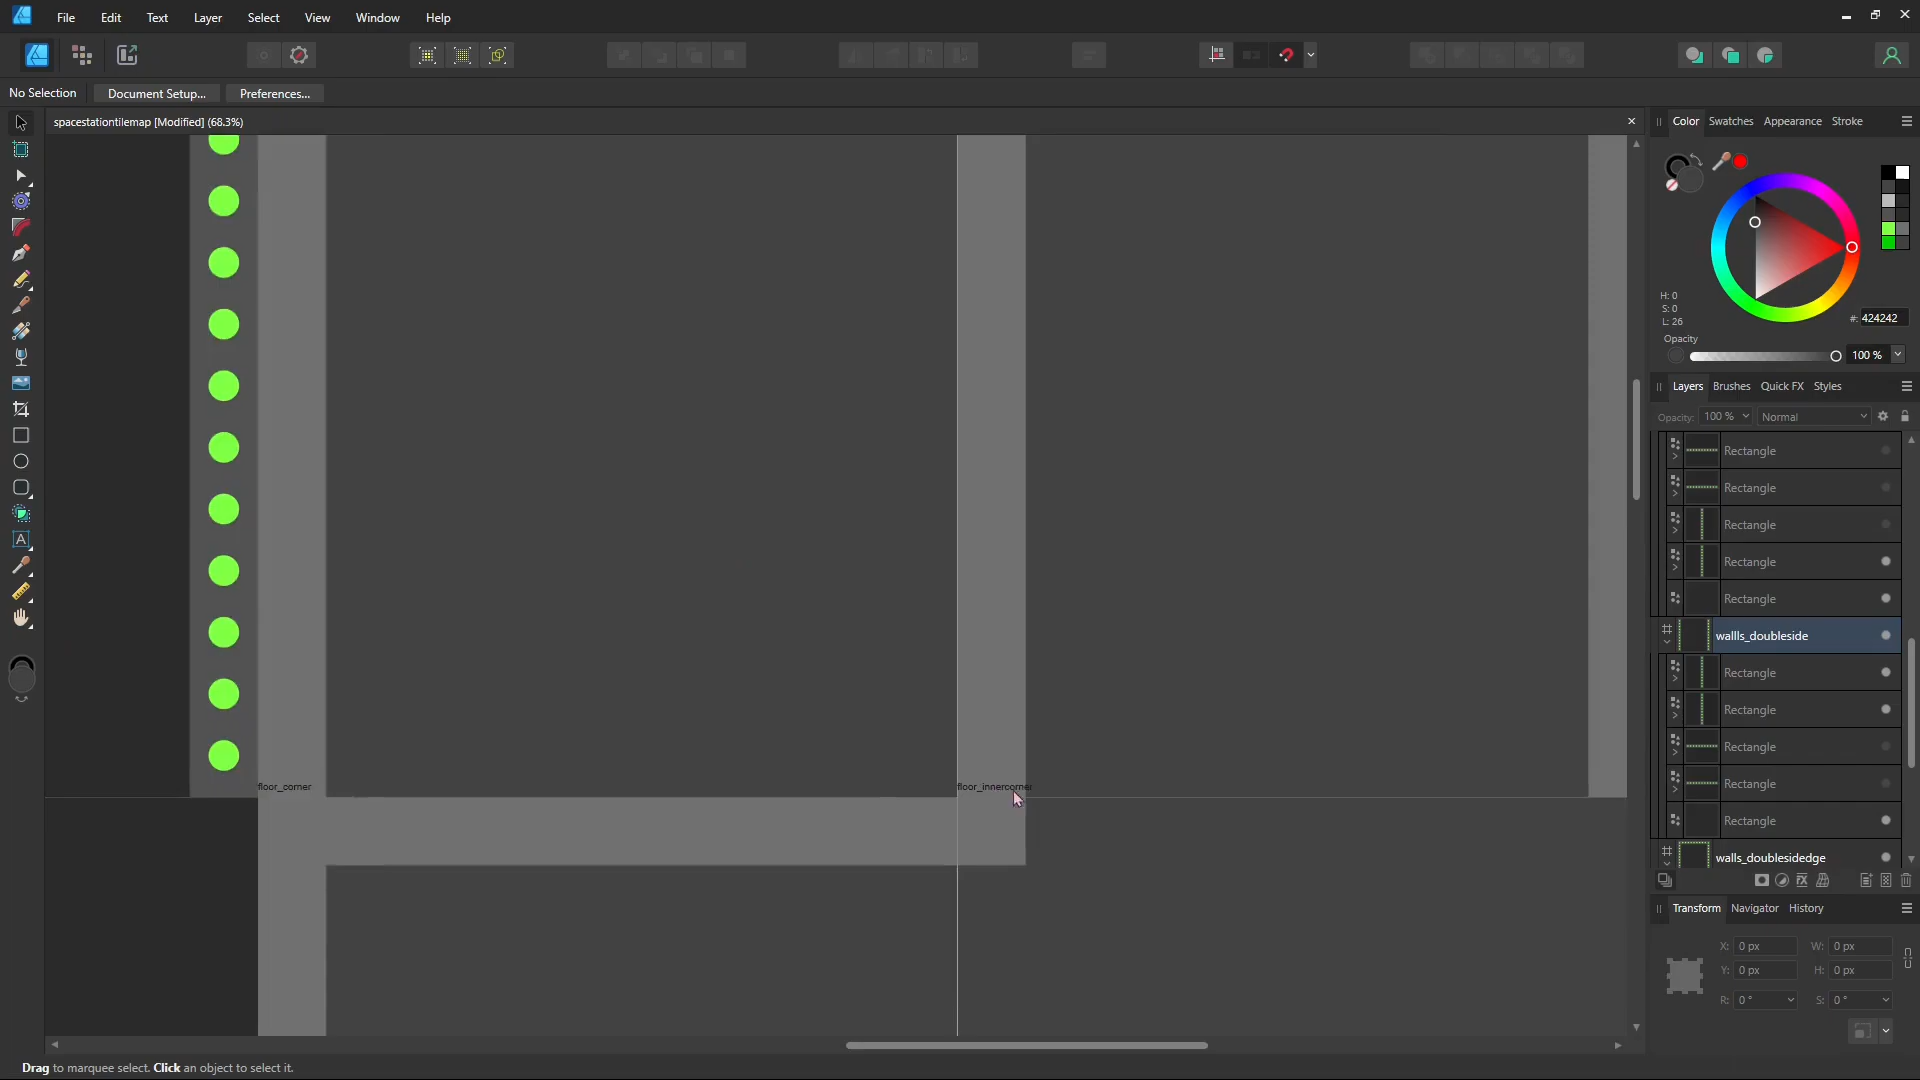 File Edit Text Layer Select View Window Help
No Selection Document Setup... Preferences...
spacestationtilemap [Modified] (68.3%)
Color Swatches Appearance Stroke
H: 0
S: 0
L: 26
#: 424242
Opacity
100 %
Layers Brushes Quick FX Styles
Opacity: 100 % Normal
Rectangle
Rectangle
Rectangle
Rectangle
Rectangle
wallls_doubleside
Rectangle
Rectangle
Rectangle
Rectangle
Rectangle
walls_doublesidedge
floor_corner
floor_innercorner
Transform Navigator History
X: 0 px W: 0 px
Y: 0 px H: 0 px
R: 0 ° S: 0 °
Drag to marquee select. Click an object to select it.